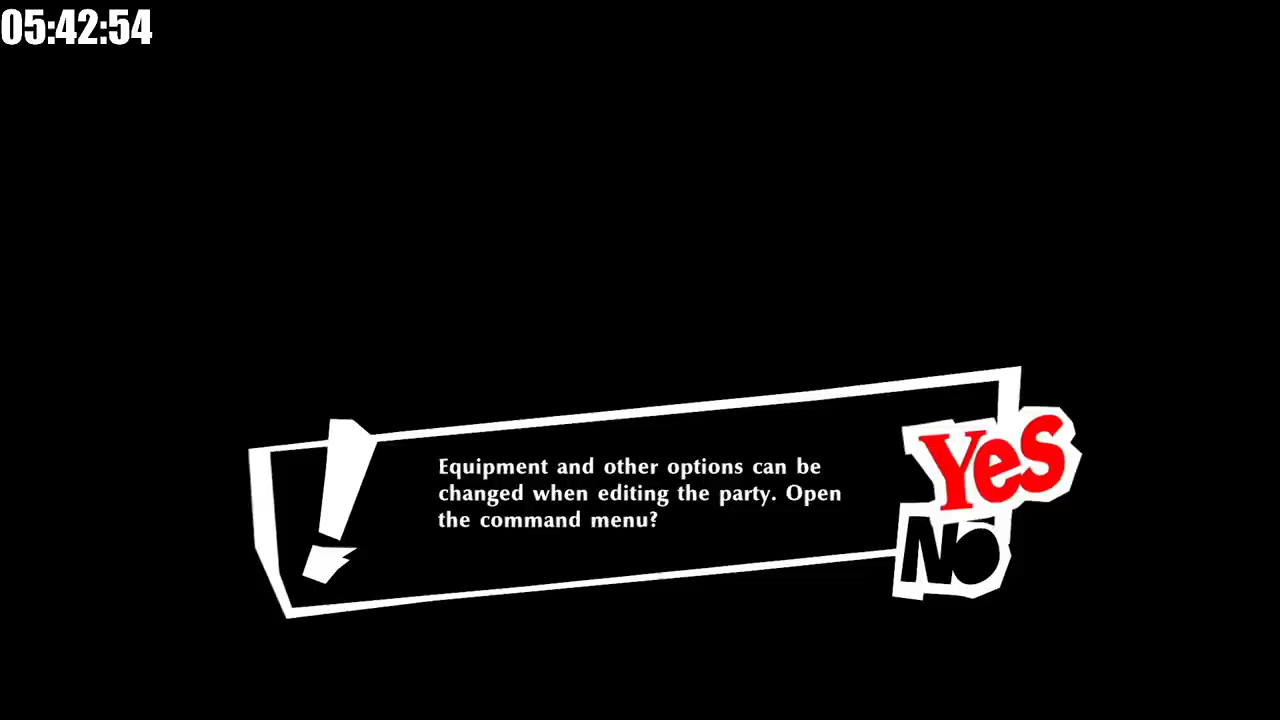 05:42:54
Equipment and other options can be
changed when editing the party. Open
the command menu?
Yes
No